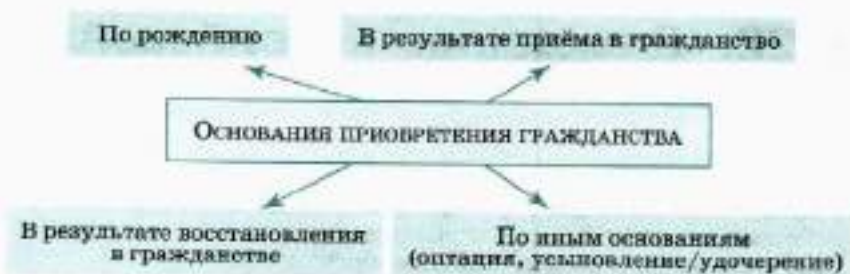 По рождению
В результате приёма в гражданство
Основания приобретения гражданства
В результате восстановления
в гражданстве
По иным основаниям
(оптация, усыновление/удочерение)